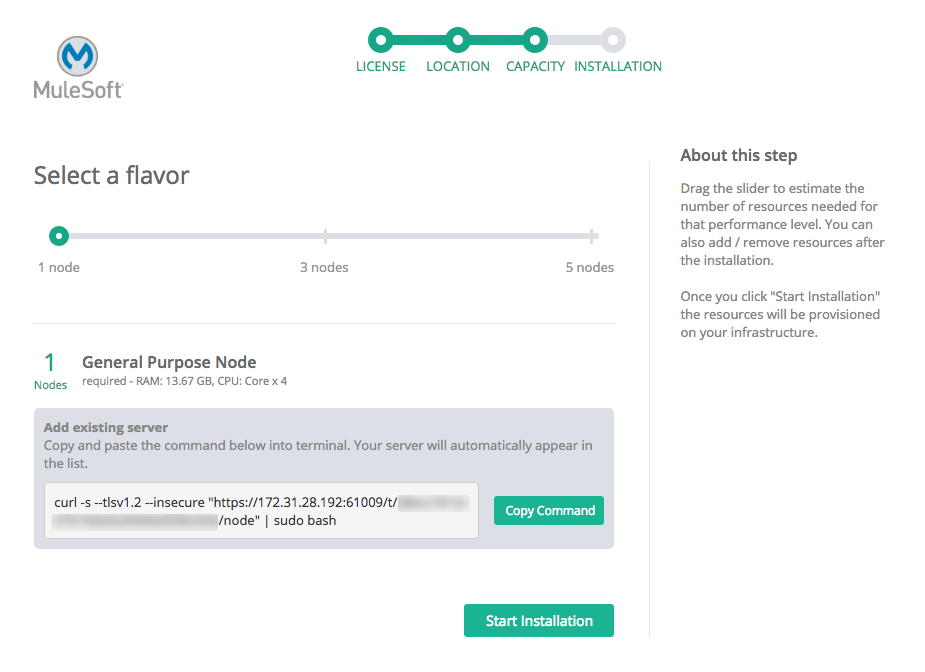 MuleSoft
LICENSE LOCATION CAPACITY INSTALLATION
Select a flavor
1 node 3 nodes 5 nodes
1 General Purpose Node
Nodes required - RAM: 13.67 GB, CPU: Core x 4
Add existing server
Copy and paste the command below into terminal. Your server will automatically appear in
the list.
curl -s --tlsv1.2 --insecure "https://172.31.28.192:61009/t/
/node" | sudo bash
Copy Command
Start Installation
About this step
Drag the slider to estimate the
number of resources needed for
that performance level. You can
also add / remove resources after
the installation.
Once you click "Start Installation"
the resources will be provisioned
on your infrastructure.